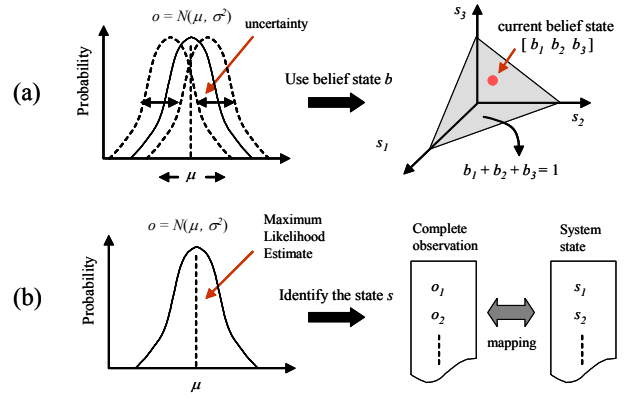 (a)
o = N(μ, σ²)
uncertainty
Probability
μ
Use belief state b
s₃
current belief state
[ b₁ b₂ b₃ ]
s₂
s₁
b₁ + b₂ + b₃ = 1
(b)
o = N(μ, σ²)
Maximum
Likelihood
Estimate
Probability
μ
Identify the state s
Complete
observation
System
state
o₁
s₁
o₂
s₂
mapping